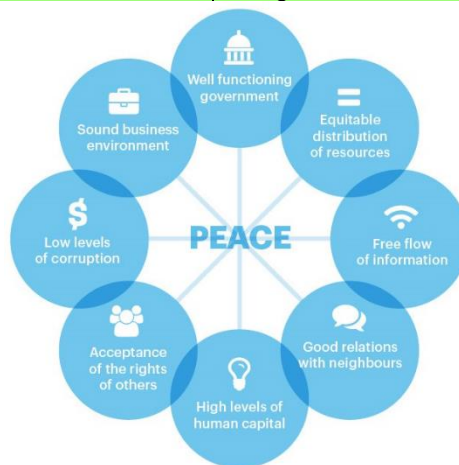 Well functioning
government
Equitable
distribution
of resources
Free flow
of information
Good relations
with neighbours
High levels of
human capital
Acceptance
of the rights
of others
$
Low levels
of corruption
Sound business
environment
PEACE